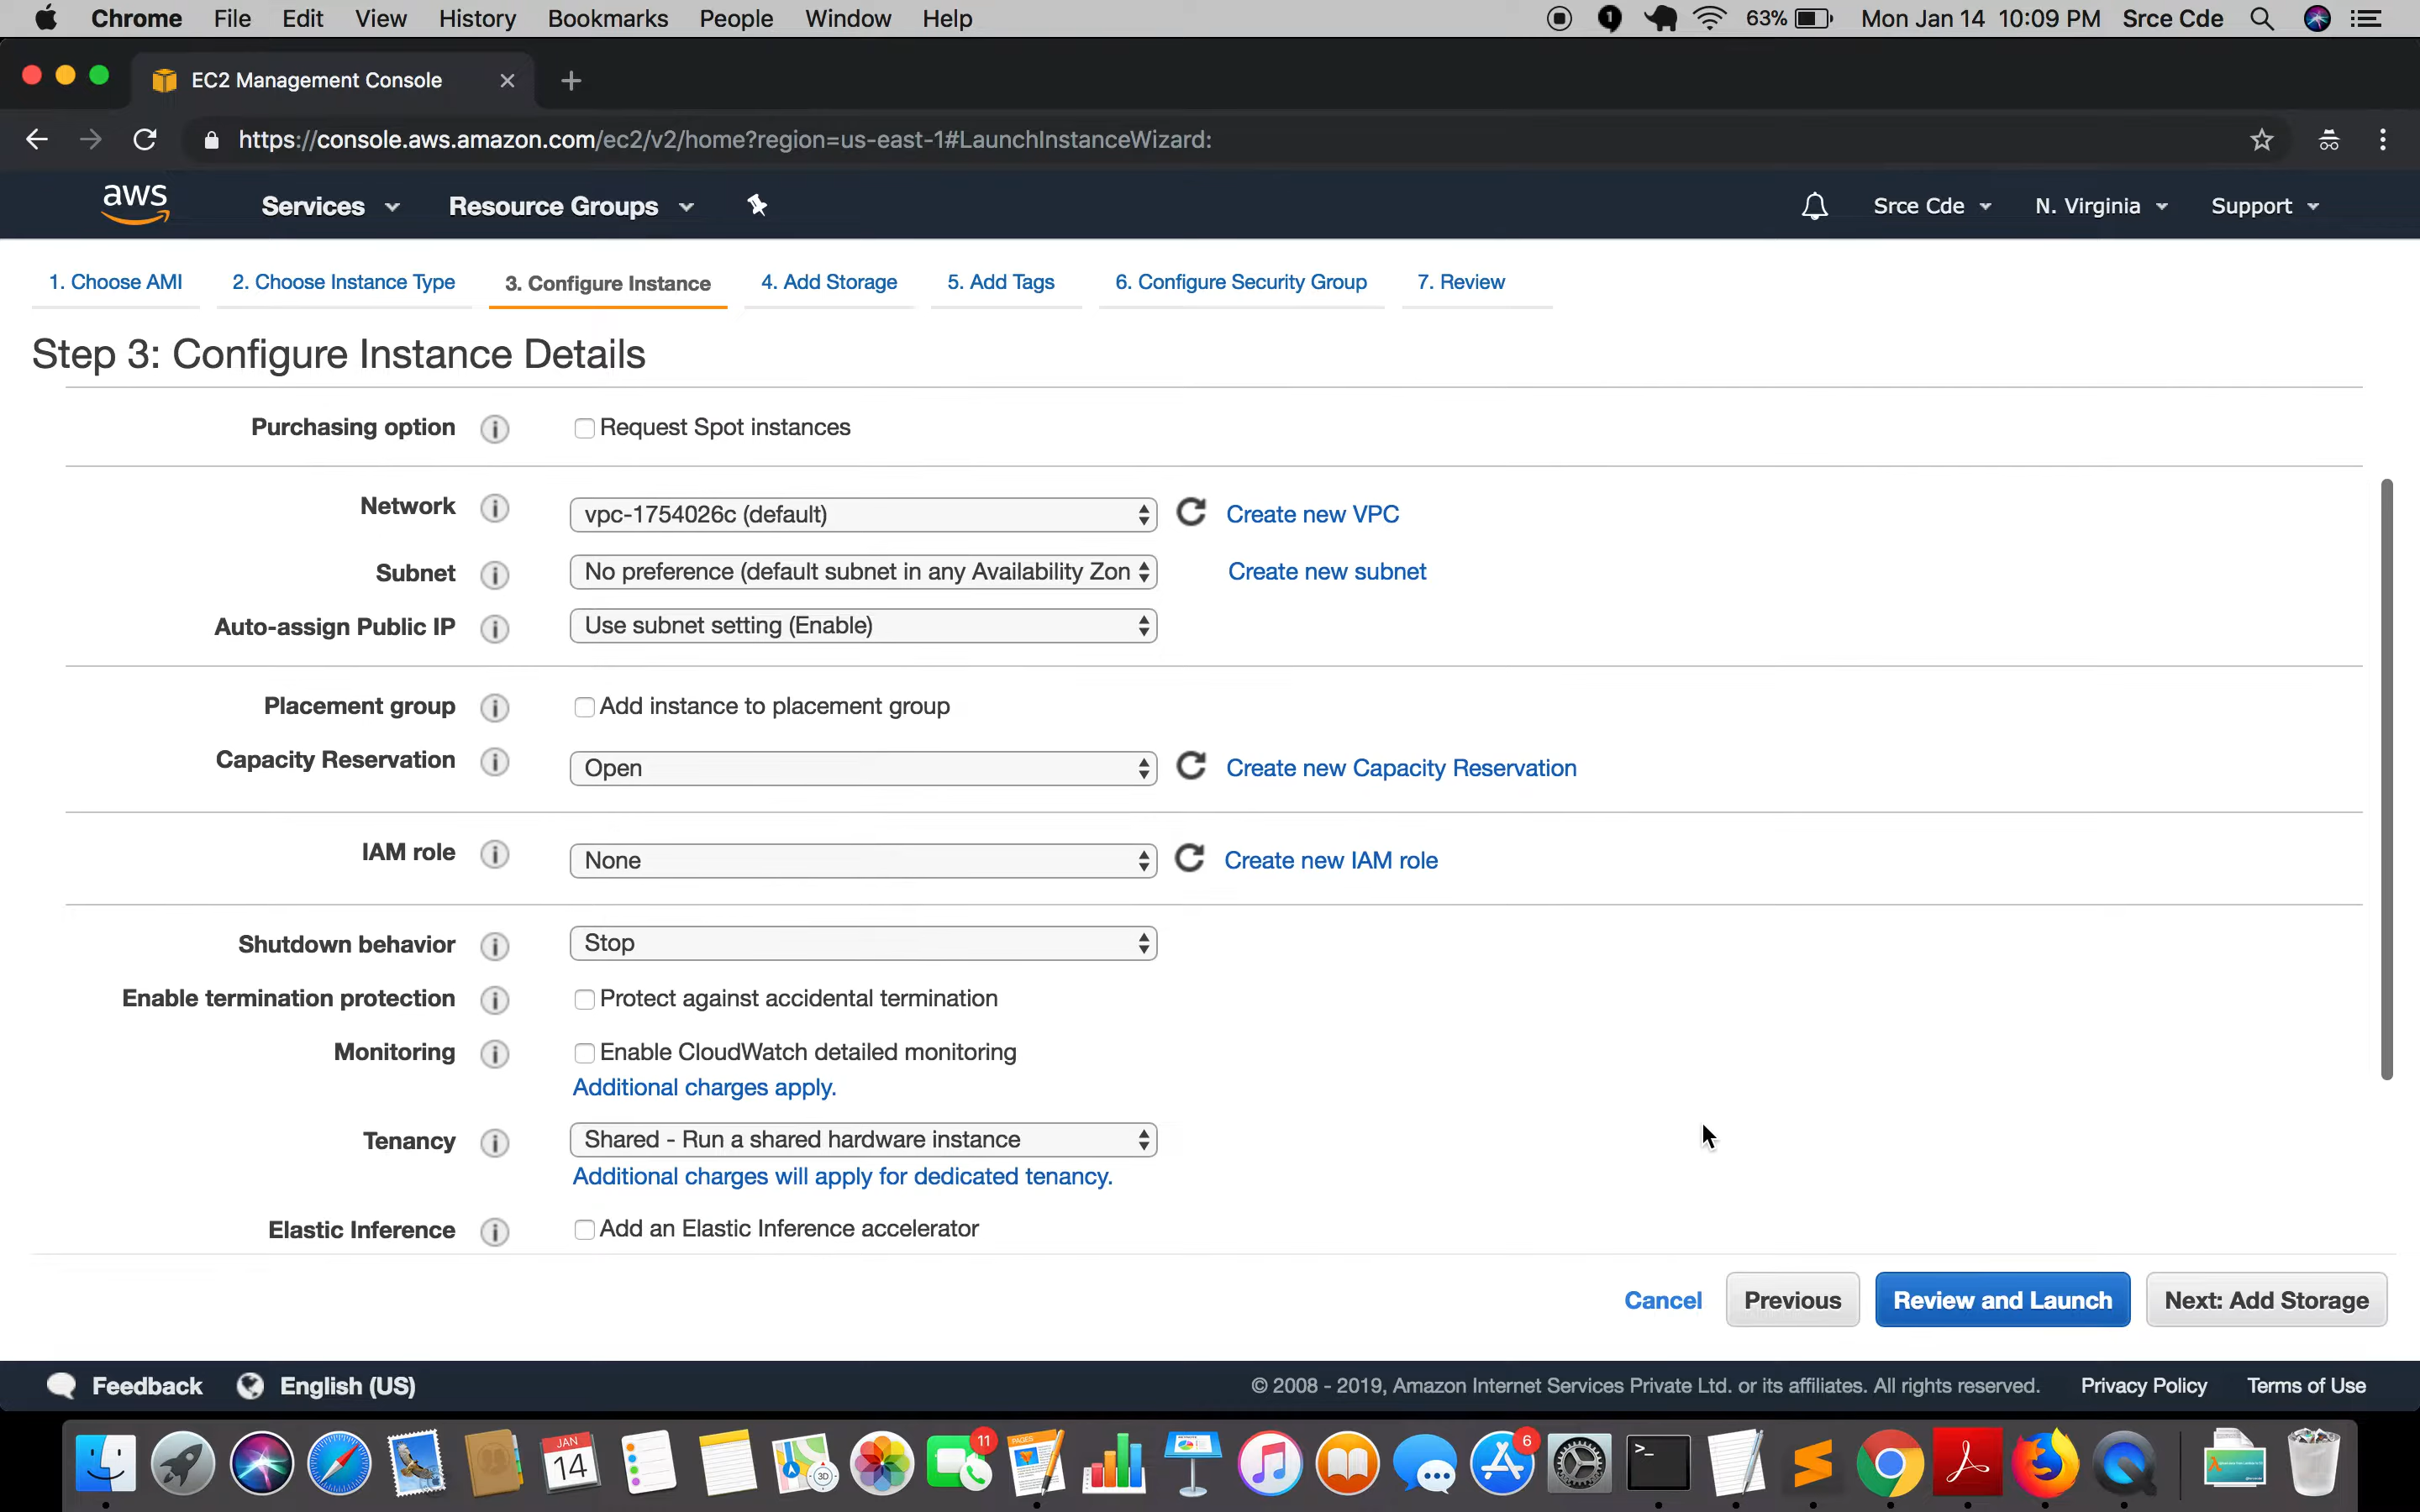 Chrome File Edit View History Bookmarks People Window Help 63% Mon Jan 14 10:09 PM Srce Cde
EC2 Management Console
https://console.aws.amazon.com/ec2/v2/home?region=us-east-1#LaunchInstanceWizard:
aws Services Resource Groups Srce Cde N. Virginia Support
1. Choose AMI 2. Choose Instance Type 3. Configure Instance 4. Add Storage 5. Add Tags 6. Configure Security Group 7. Review
Step 3: Configure Instance Details
Purchasing option Request Spot instances
Network vpc-1754026c (default) Create new VPC
Subnet No preference (default subnet in any Availability Zon Create new subnet
Auto-assign Public IP Use subnet setting (Enable)
Placement group Add instance to placement group
Capacity Reservation Open Create new Capacity Reservation
IAM role None Create new IAM role
Shutdown behavior Stop
Enable termination protection Protect against accidental termination
Monitoring Enable CloudWatch detailed monitoring
Additional charges apply.
Tenancy Shared - Run a shared hardware instance
Additional charges will apply for dedicated tenancy.
Elastic Inference Add an Elastic Inference accelerator
Cancel Previous Review and Launch Next: Add Storage
Feedback English (US) © 2008 - 2019, Amazon Internet Services Private Ltd. or its affiliates. All rights reserved. Privacy Policy Terms of Use
JAN
14
3D
11
PAGES
6
>_